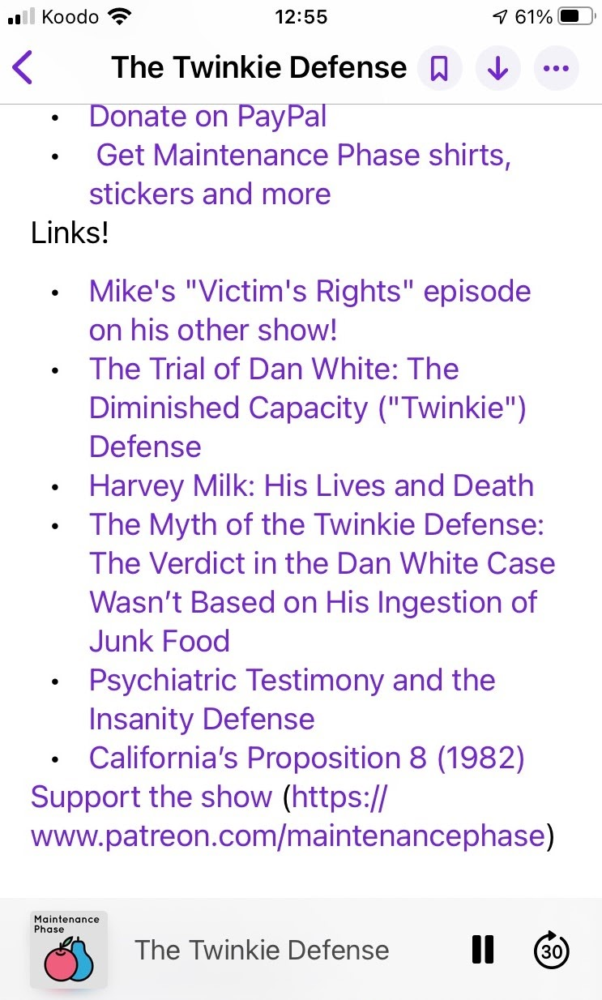 Koodo 12:55 61%
The Twinkie Defense
• Donate on PayPal
• Get Maintenance Phase shirts,
stickers and more
Links!
• Mike's "Victim's Rights" episode
on his other show!
• The Trial of Dan White: The
Diminished Capacity ("Twinkie")
Defense
• Harvey Milk: His Lives and Death
• The Myth of the Twinkie Defense:
The Verdict in the Dan White Case
Wasn’t Based on His Ingestion of
Junk Food
• Psychiatric Testimony and the
Insanity Defense
• California’s Proposition 8 (1982)
Support the show (https://
www.patreon.com/maintenancephase)
Maintenance
Phase
The Twinkie Defense
30